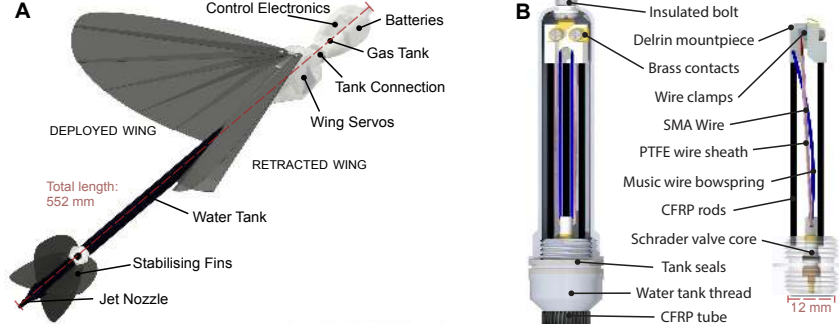 A
Control Electronics
Batteries
Gas Tank
Tank Connection
Wing Servos
DEPLOYED WING
RETRACTED WING
Total length:
552 mm
Water Tank
Stabilising Fins
Jet Nozzle
B
Insulated bolt
Delrin mountpiece
Brass contacts
Wire clamps
SMA Wire
PTFE wire sheath
Music wire bowspring
CFRP rods
Schrader valve core
Tank seals
Water tank thread
CFRP tube
12 mm